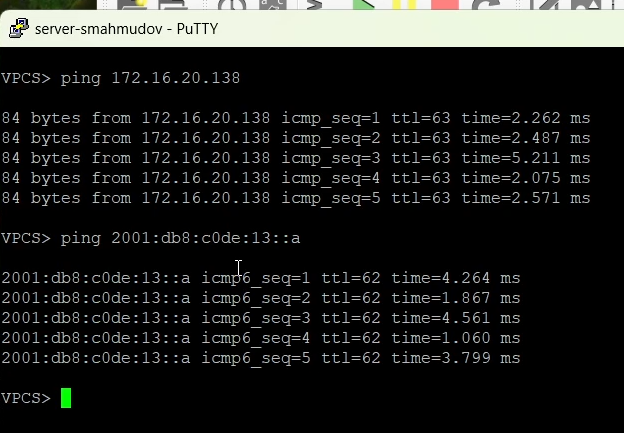 server-smahmudov - PuTTY
VPCS> ping 172.16.20.138
84 bytes from 172.16.20.138 icmp_seq=1 ttl=63 time=2.262 ms
84 bytes from 172.16.20.138 icmp_seq=2 ttl=63 time=2.487 ms
84 bytes from 172.16.20.138 icmp_seq=3 ttl=63 time=5.211 ms
84 bytes from 172.16.20.138 icmp_seq=4 ttl=63 time=2.075 ms
84 bytes from 172.16.20.138 icmp_seq=5 ttl=63 time=2.571 ms
VPCS> ping 2001:db8:c0de:13::a
2001:db8:c0de:13::a icmp6_seq=1 ttl=62 time=4.264 ms
2001:db8:c0de:13::a icmp6_seq=2 ttl=62 time=1.867 ms
2001:db8:c0de:13::a icmp6_seq=3 ttl=62 time=4.561 ms
2001:db8:c0de:13::a icmp6_seq=4 ttl=62 time=1.060 ms
2001:db8:c0de:13::a icmp6_seq=5 ttl=62 time=3.799 ms
VPCS>